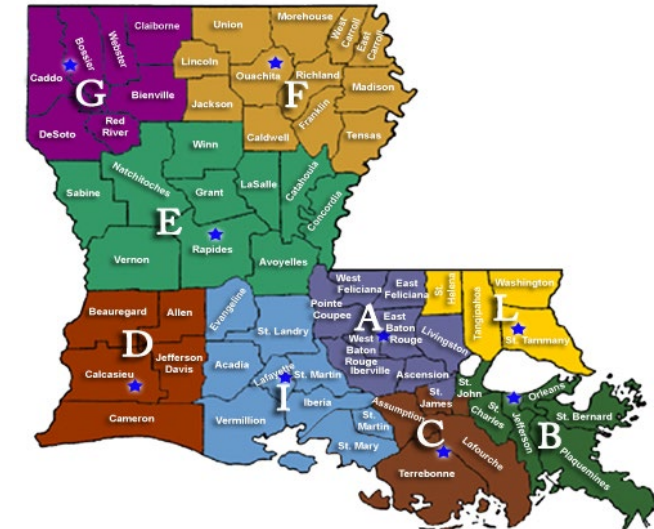 Claiborne
Bossier
Webster
Caddo
G
Bienville
DeSoto
Red
River
Union
Morehouse
West
Carroll
East
Carroll
Lincoln
Ouachita
Richland
F
Madison
Jackson
Franklin
Caldwell
Tensas
Winn
Natchitoches
Sabine
Grant
LaSalle
Catahoula
Concordia
E
Rapides
Vernon
Avoyelles
Beauregard
Allen
D
Jefferson
Davis
Calcasieu
Cameron
Evangeline
St. Landry
Acadia
Lafayette
St. Martin
I
Iberia
Vermillion
St.
Martin
St. Mary
West
Feliciana
East
Feliciana
Pointe
Coupee
A
East
Baton
Rouge
West
Baton
Rouge
Iberville
Livingston
Ascension
St.
Helena
Tangipahoa
Washington
L
St. Tammany
St.
James
Assumption
C
Lafourche
Terrebonne
St.
John
St.
Charles
Jefferson
Orleans
St. Bernard
B
Plaquemines